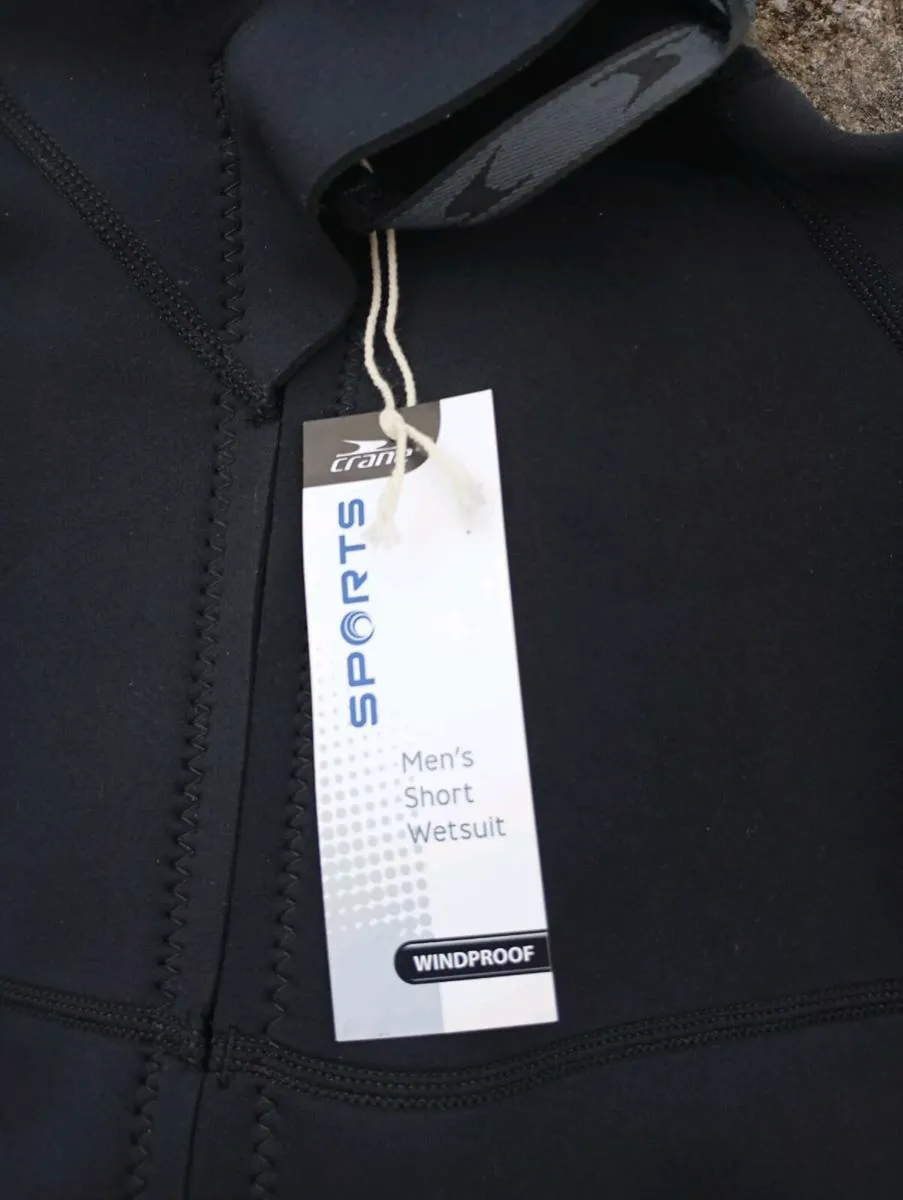 crane
SPORTS
Men's
Short
Wetsuit
WINDPROOF